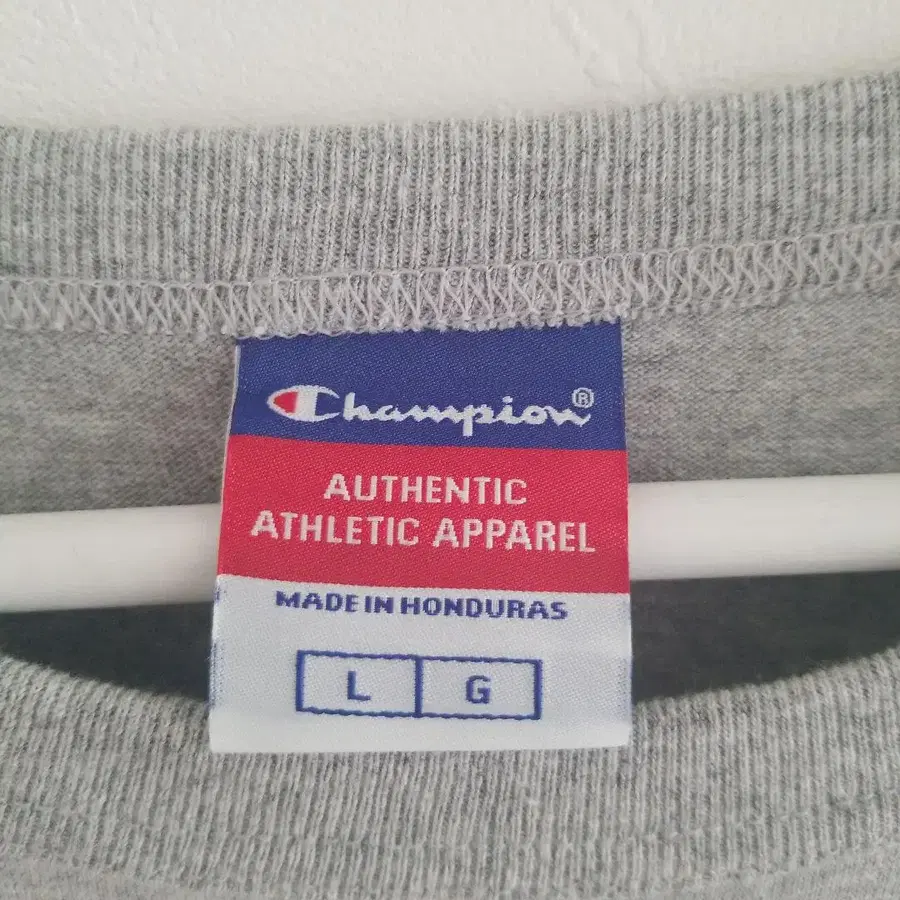 Champion®
AUTHENTIC
ATHLETIC APPAREL
MADE IN HONDURAS
L G